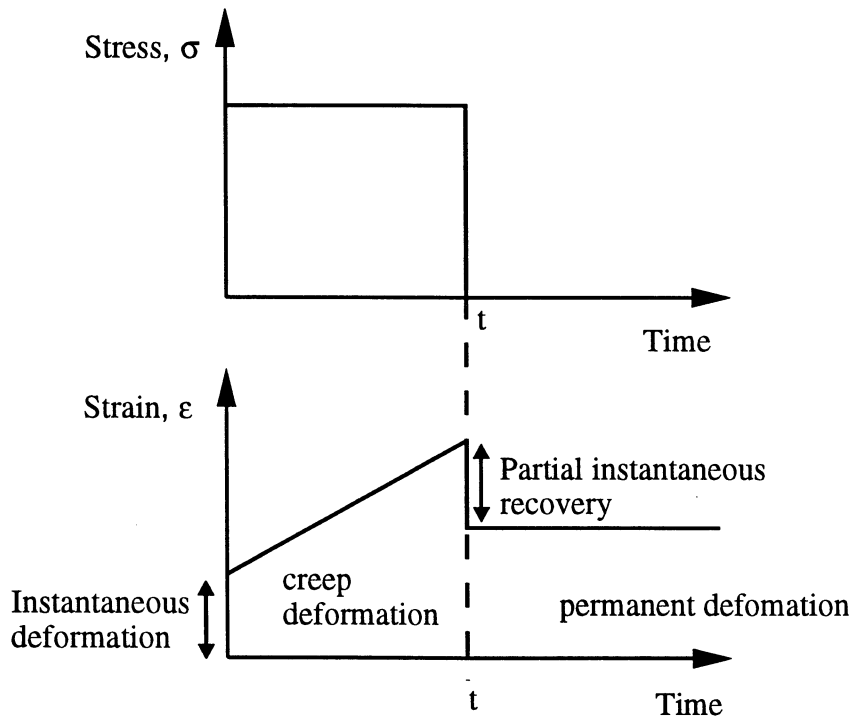 Stress, σ
t
Time
Strain, ε
Partial instantaneous
recovery
creep
deformation
Instantaneous
deformation
permanent defomation
t
Time